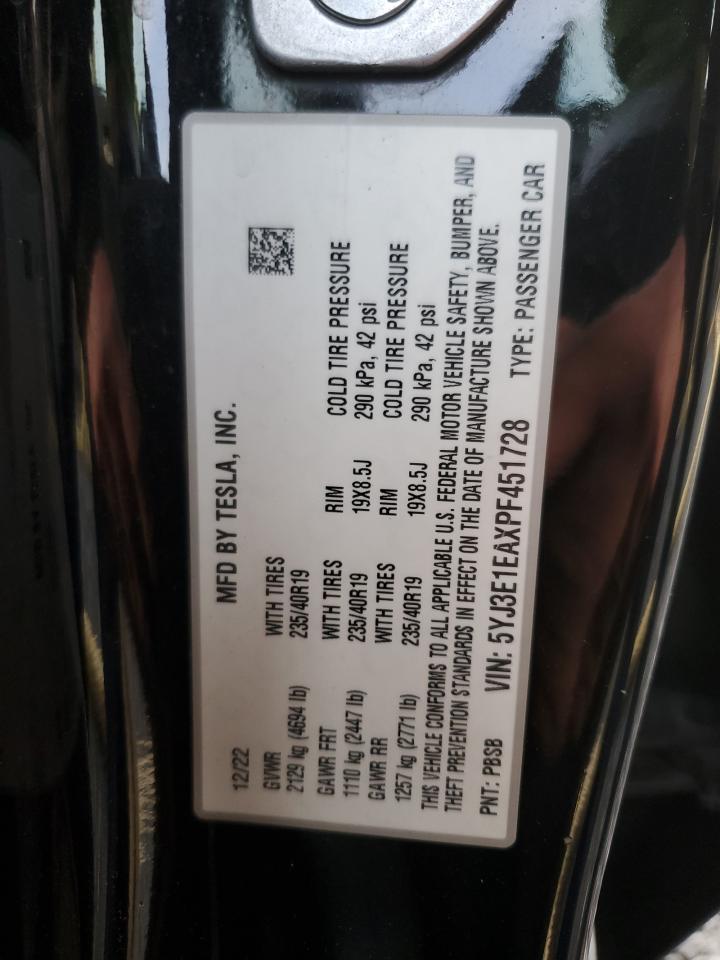 MFD BY TESLA, INC.
12/22
GVWR WITH TIRES
2129 kg (4694 lb) 235/40R19
GAWR FRT WITH TIRES RIM COLD TIRE PRESSURE
1110 kg (2447 lb) 235/40R19 19X8.5J 290 kPa, 42 psi
GAWR RR WITH TIRES RIM COLD TIRE PRESSURE
1257 kg (2771 lb) 235/40R19 19X8.5J 290 kPa, 42 psi
THIS VEHICLE CONFORMS TO ALL APPLICABLE U.S. FEDERAL MOTOR VEHICLE SAFETY, BUMPER, AND
THEFT PREVENTION STANDARDS IN EFFECT ON THE DATE OF MANUFACTURE SHOWN ABOVE.
PNT: PBSB VIN: 5YJ3E1EAXPF451728 TYPE: PASSENGER CAR